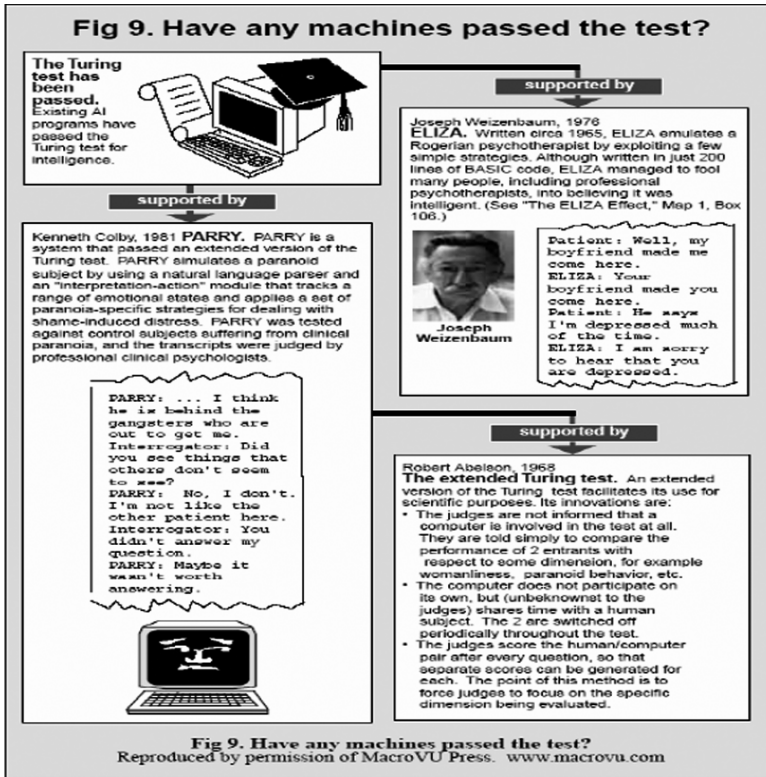 Fig 9. Have any machines passed the test?
The Turing
test has
been
passed.
Existing AI
programs have
passed the
Turing test for
intelligence.
supported by
Joseph Weizenbaum, 1976
ELIZA. Written circa 1965, ELIZA emulates a
Rogerian psychotherapist by exploiting a few
simple strategies. Although written in just 200
lines of BASIC code, ELIZA managed to fool
many people, including professional
psychotherapists, into believing it was
intelligent. (See "The ELIZA Effect," Map 1, Box
106.)
Patient: Well, my
boyfriend made me
come here.
ELIZA: Your
boyfriend made you
come here.
Patient: He says
I'm depressed much
of the time.
ELIZA: I am sorry
to hear that you
are depressed.
Joseph
Weizenbaum
supported by
Kenneth Colby, 1981 PARRY. PARRY is a
system that passed an extended version of the
Turing test. PARRY simulates a paranoid
subject by using a natural language parser and
an "interpretation-action" module that tracks a
range of emotional states and applies a set of
paranoia-specific strategies for dealing with
shame-induced distress. PARRY was tested
against control subjects suffering from clinical
paranoia, and the transcripts were judged by
professional clinical psychologists.
PARRY: ... I think
he is behind the
gangsters who are
out to get me.
Interrogator: Did
you see things that
others don't seem
to see?
PARRY: No, I don't.
I'm not like the
other patient here.
Interrogator: You
didn't answer my
question.
PARRY: Maybe it
wasn't worth
answering.
supported by
Robert Abelson, 1968
The extended Turing test. An extended
version of the Turing test facilitates its use for
scientific purposes. Its innovations are:
• The judges are not informed that a
computer is involved in the test at all.
They are told simply to compare the
performance of 2 entrants with
respect to some dimension, for example
womanliness, paranoid behavior, etc.
• The computer does not participate on
its own, but (unbeknownst to the
judges) shares time with a human
subject. The 2 are switched off
periodically throughout the test.
• The judges score the human/computer
pair after every question, so that
separate scores can be generated for
each. The point of this method is to
force judges to focus on the specific
dimension being evaluated.
Fig 9. Have any machines passed the test?
Reproduced by permission of MacroVU Press. www.macrovu.com